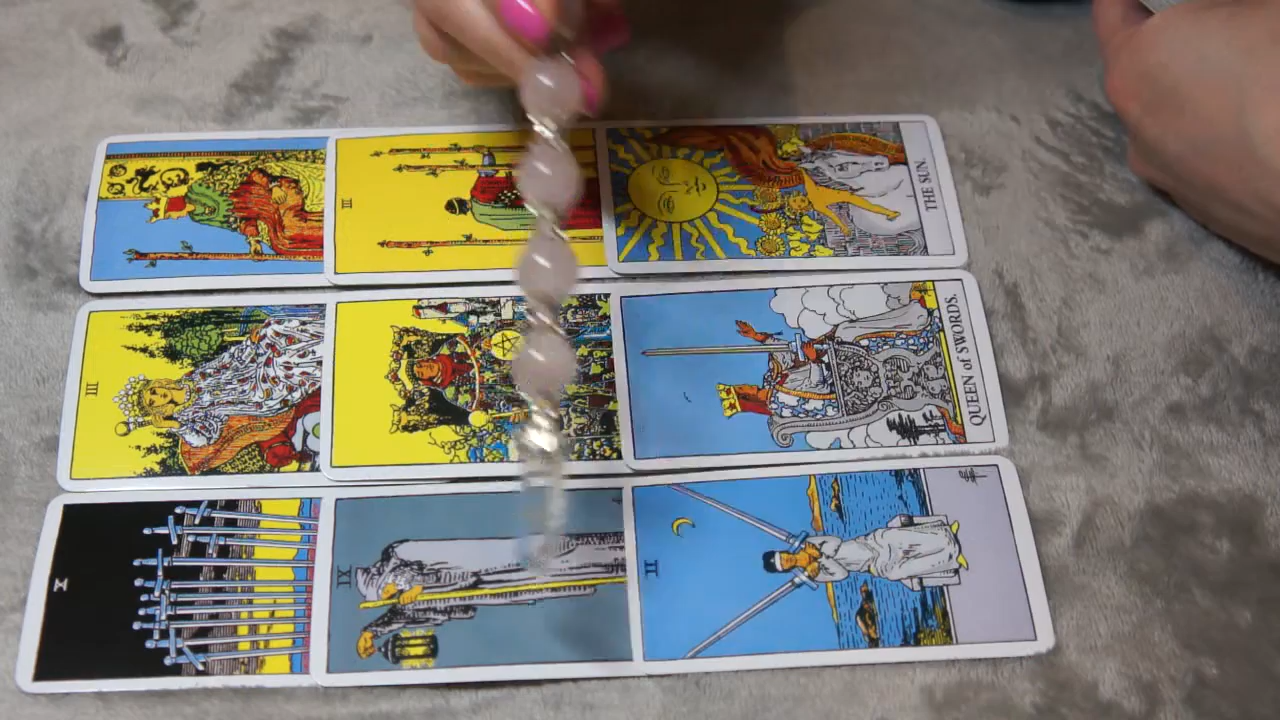 III
THE SUN.
III
QUEEN of SWORDS.
X
IX
II